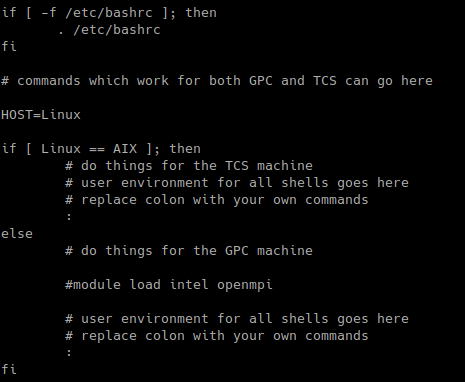 if [ -f /etc/bashrc ]; then
       . /etc/bashrc
fi

# commands which work for both GPC and TCS can go here

HOST=Linux

if [ Linux == AIX ]; then
        # do things for the TCS machine
        # user environment for all shells goes here
        # replace colon with your own commands
        :
else
        # do things for the GPC machine

        #module load intel openmpi

        # user environment for all shells goes here
        # replace colon with your own commands
        :
fi